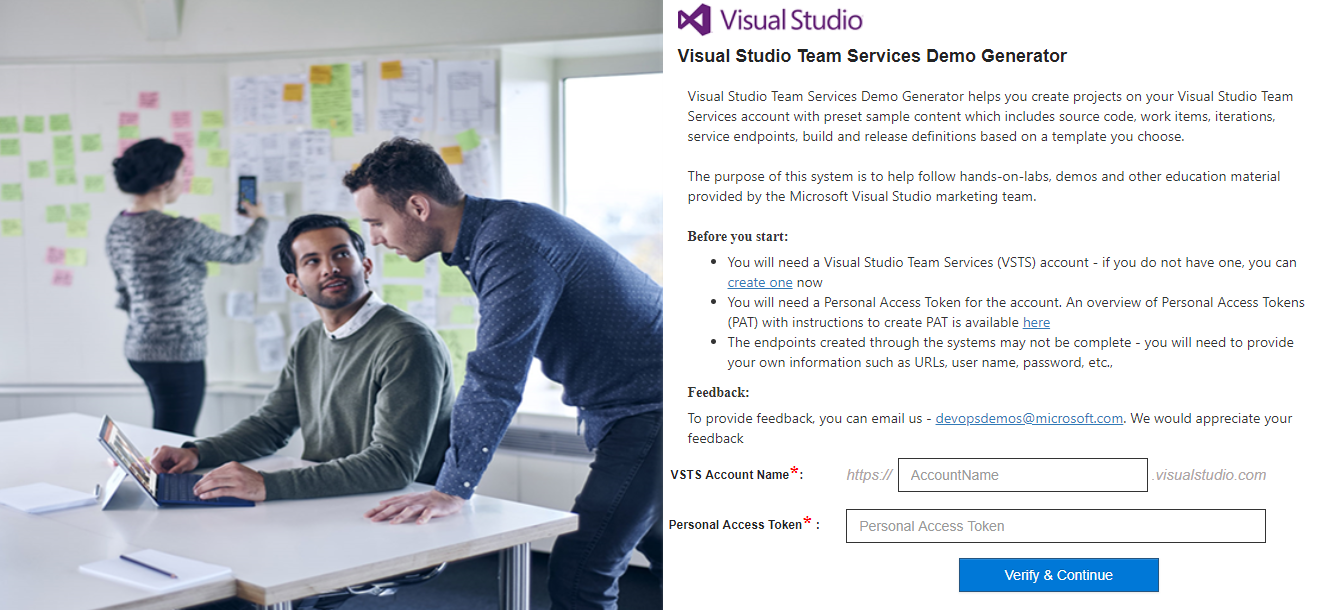 Visual Studio
Visual Studio Team Services Demo Generator
Visual Studio Team Services Demo Generator helps you create projects on your Visual Studio Team
Services account with preset sample content which includes source code, work items, iterations,
service endpoints, build and release definitions based on a template you choose.
The purpose of this system is to help follow hands-on-labs, demos and other education material
provided by the Microsoft Visual Studio marketing team.
Before you start:
• You will need a Visual Studio Team Services (VSTS) account - if you do not have one, you can
create one now
• You will need a Personal Access Token for the account. An overview of Personal Access Tokens
(PAT) with instructions to create PAT is available here
• The endpoints created through the systems may not be complete - you will need to provide
your own information such as URLs, user name, password, etc.,
Feedback:
To provide feedback, you can email us - devopsdemos@microsoft.com. We would appreciate your
feedback
VSTS Account Name*: https:// AccountName .visualstudio.com
Personal Access Token* : Personal Access Token
Verify & Continue